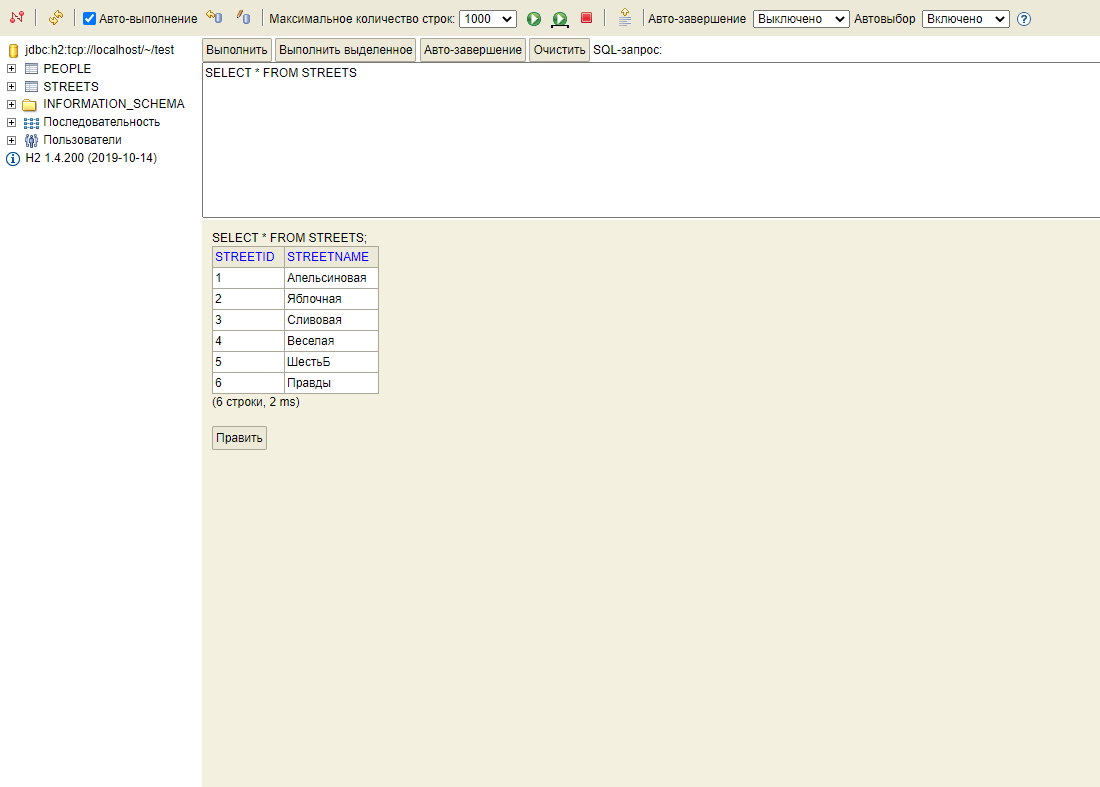 Авто-выполнение Максимальное количество строк: 1000 Авто-завершение Выключено Автовыбор Включено ?
jdbc:h2:tcp://localhost/~/test
PEOPLE
STREETS
INFORMATION_SCHEMA
Последовательность
Пользователи
H2 1.4.200 (2019-10-14)
Выполнить Выполнить выделенное Авто-завершение Очистить SQL-запрос:
SELECT * FROM STREETS
SELECT * FROM STREETS;
STREETID STREETNAME
1 Апельсиновая
2 Яблочная
3 Сливовая
4 Веселая
5 ШестьБ
6 Правды
(6 строки, 2 ms)
Править